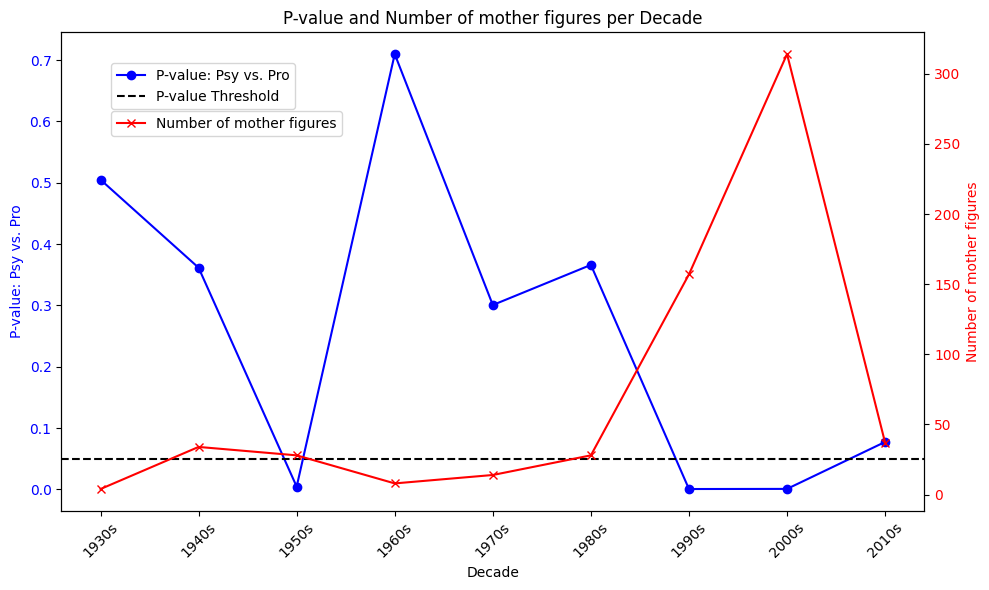 P-value and Number of mother figures per Decade
P-value: Psy vs. Pro
P-value Threshold
Number of mother figures
0.7
0.6
0.5
0.4
0.3
0.2
0.1
0.0
P-value: Psy vs. Pro
300
250
200
150
100
50
0
Number of mother figures
1930s
1940s
1950s
1960s
1970s
1980s
1990s
2000s
2010s
Decade